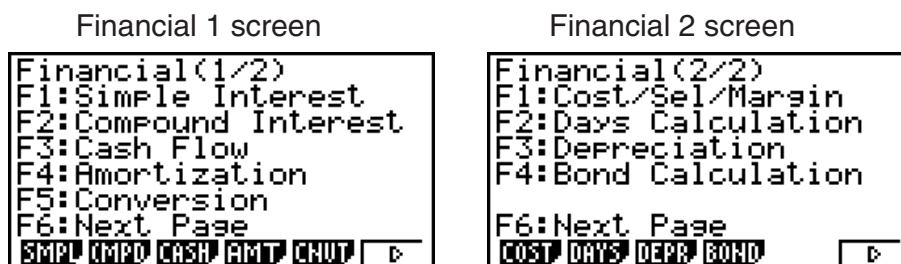 Financial 1 screen
Financial(1/2)
F1:Simple Interest
F2:Compound Interest
F3:Cash Flow
F4:Amortization
F5:Conversion
F6:Next Page
SMPL CMPD CASH AMT CNVT ▷
Financial 2 screen
Financial(2/2)
F1:Cost/Sel/Margin
F2:Days Calculation
F3:Depreciation
F4:Bond Calculation
F6:Next Page
COST DAYS DEPR BOND ▷